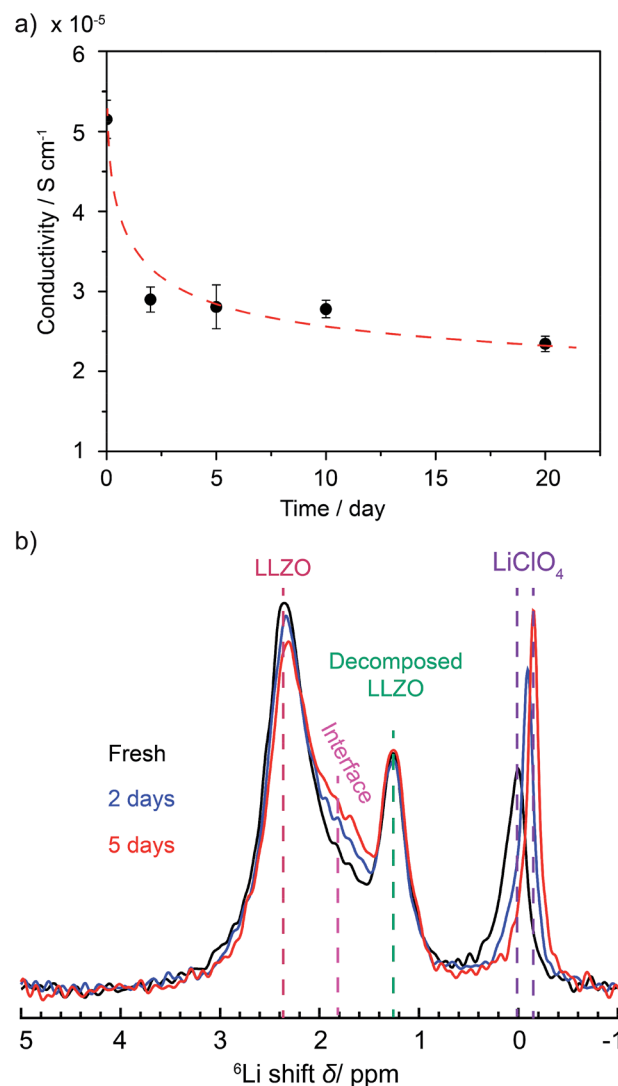 a) x 10⁻⁵
6
5
4
3
2
1
Conductivity / S cm⁻¹
0 5 10 15 20
Time / day
b)
LLZO
LiClO₄
Decomposed
LLZO
Interface
Fresh
2 days
5 days
5 4 3 2 1 0 -1
⁶Li shift δ/ ppm